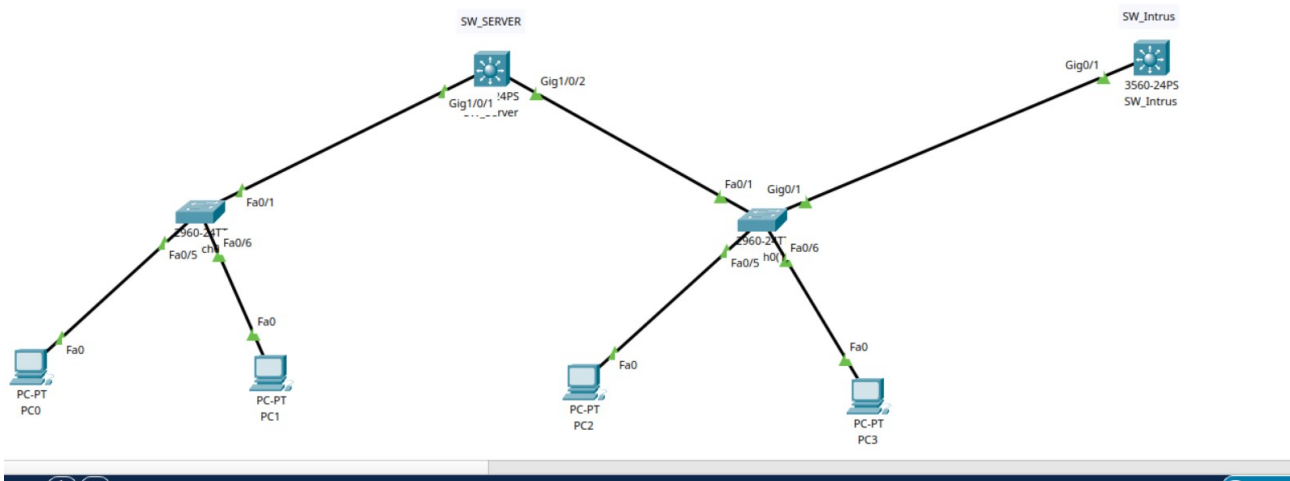 SW_SERVER
SW_Intrus
Gig1/0/2
Gig1/0/1
24PS
Gig0/1
3560-24PS
SW_Intrus
Fa0/1
Fa0/1
Gig0/1
Fa0/5
Fa0/6
Fa0/5
Fa0/6
Fa0
Fa0
Fa0
Fa0
PC-PT
PC0
PC-PT
PC1
PC-PT
PC2
PC-PT
PC3